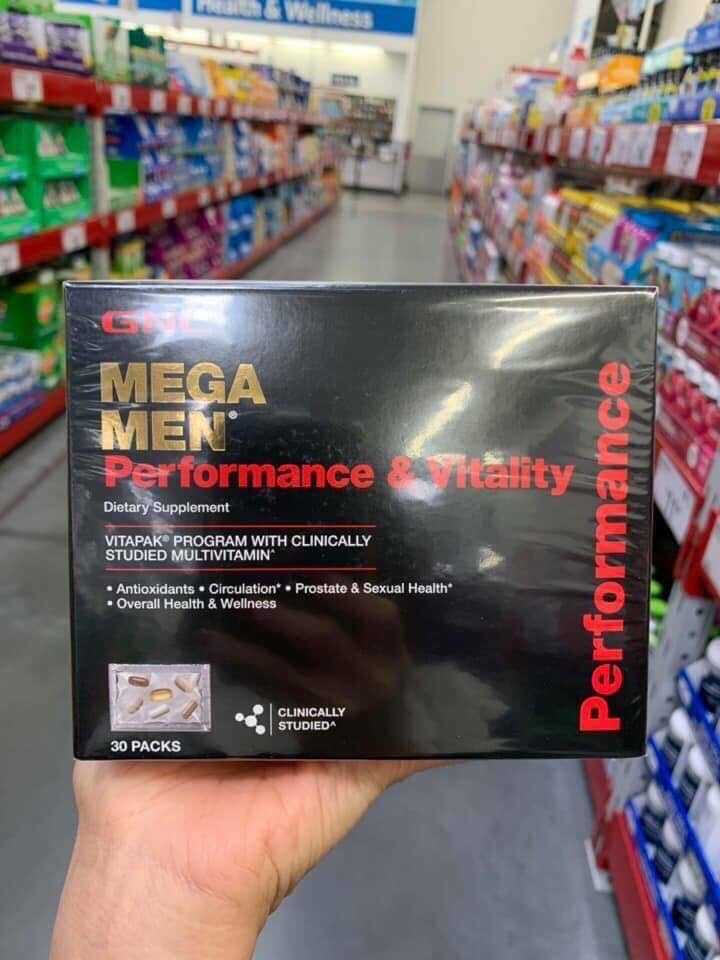 Health & Wellness
GNC
MEGA
MEN®
Performance & Vitality
Dietary Supplement
VITAPAK® PROGRAM WITH CLINICALLY
STUDIED MULTIVITAMIN^
• Antioxidants • Circulation* • Prostate & Sexual Health*
• Overall Health & Wellness
30 PACKS
CLINICALLY
STUDIED^
Performance